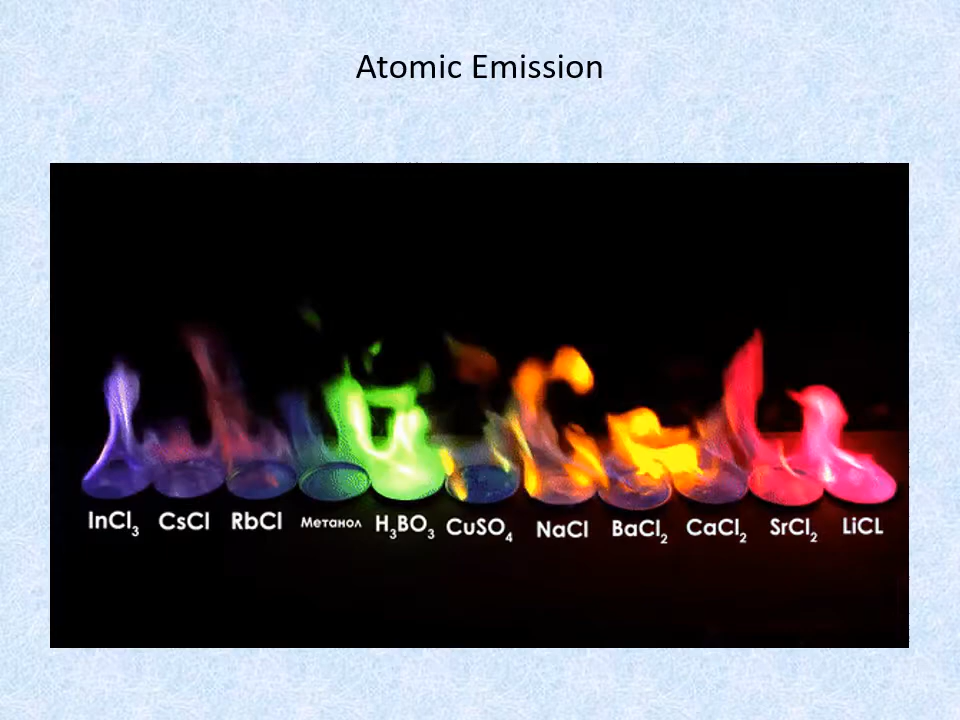 Atomic Emission
InCl₃ CsCl RbCl Метанол H₃BO₃ CuSO₄ NaCl BaCl₂ CaCl₂ SrCl₂ LiCL